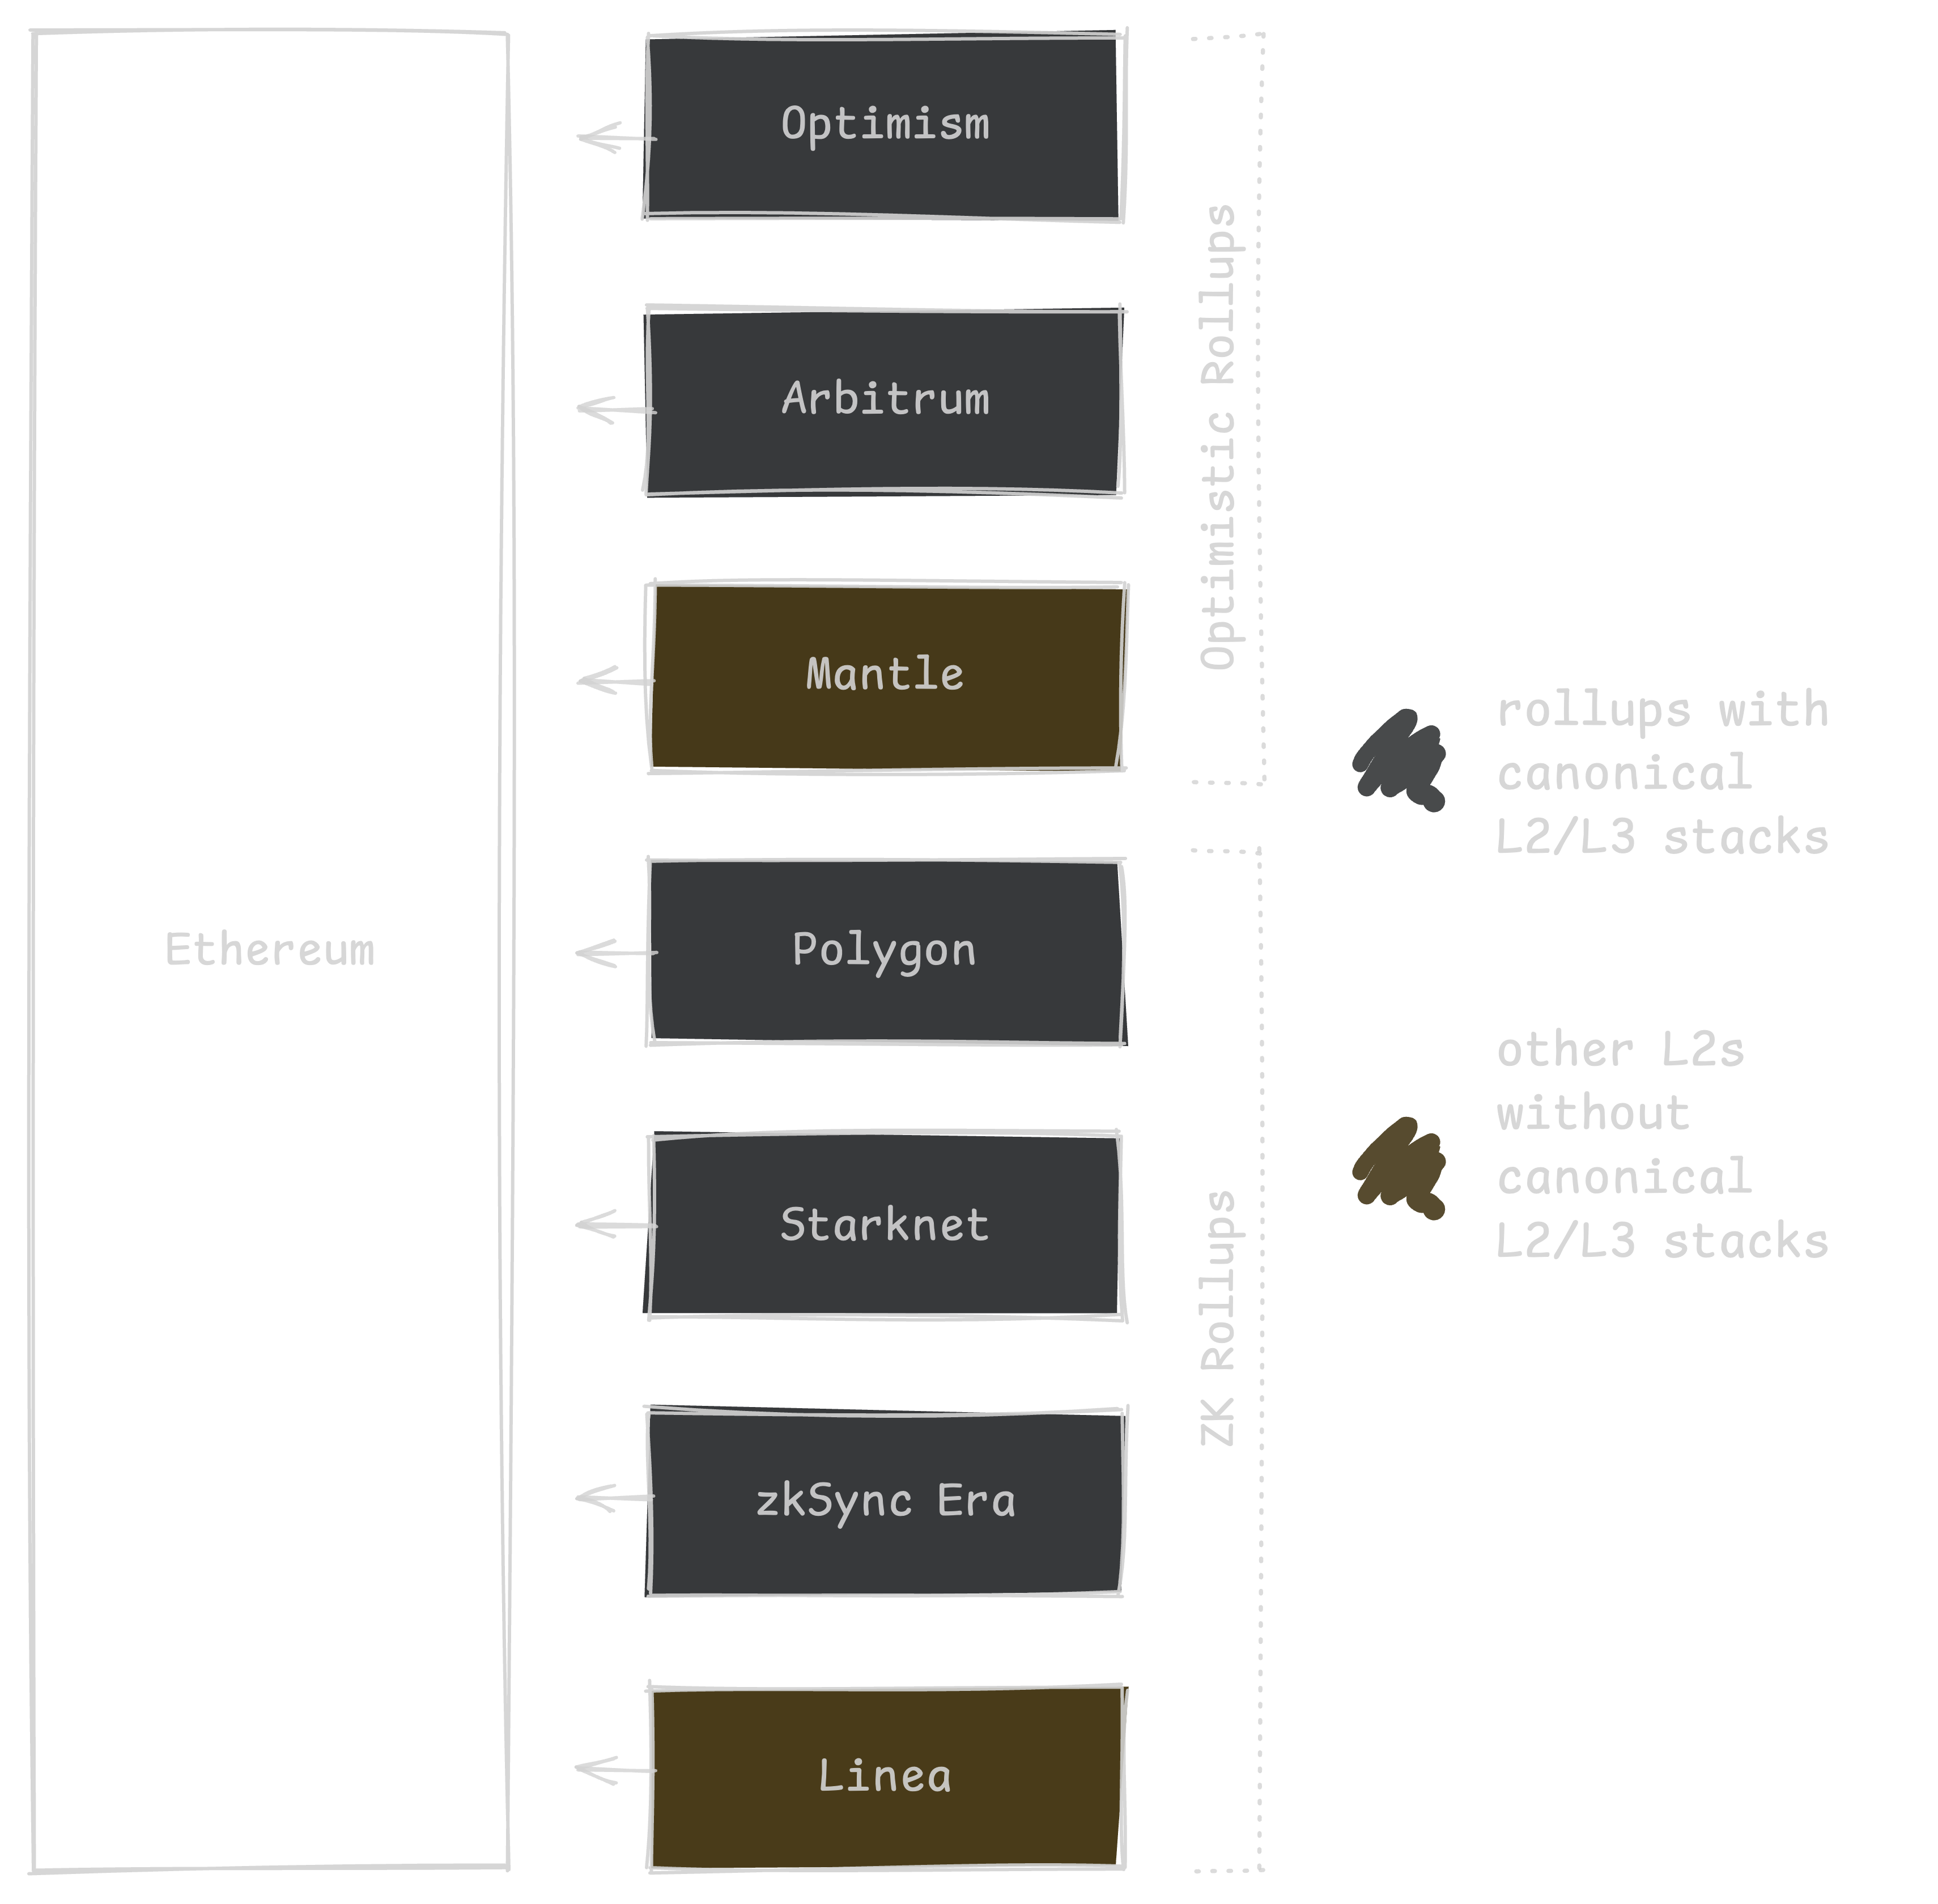 Optimism
Arbitrum
Mantle
Optimistic Rollups
rollups with
canonical
L2/L3 stacks
Ethereum
Polygon
Starknet
zkSync Era
Linea
ZK Rollups
other L2s
without
canonical
L2/L3 stacks